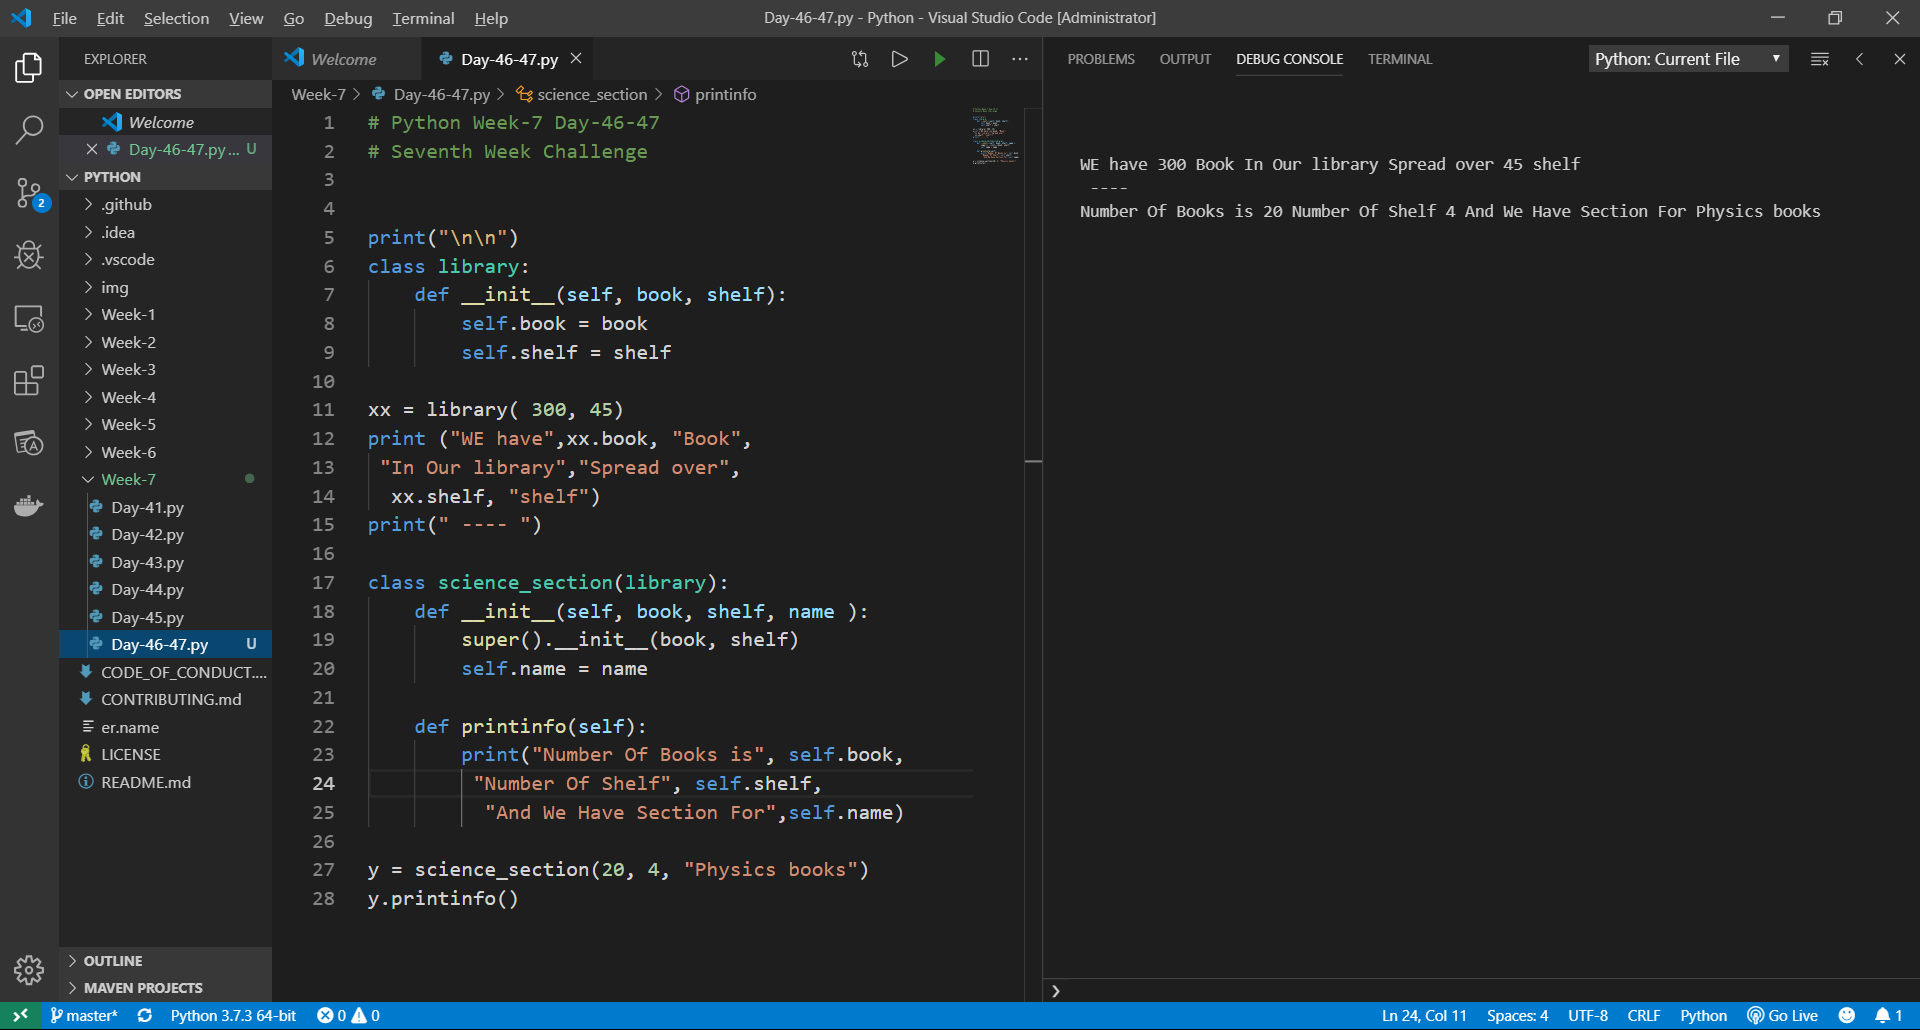 File Edit Selection View Go Debug Terminal Help
Day-46-47.py - Python - Visual Studio Code [Administrator]
EXPLORER
OPEN EDITORS
Welcome
Day-46-47.py... U
PYTHON
.github
.idea
.vscode
img
Week-1
Week-2
Week-3
Week-4
Week-5
Week-6
Week-7
Day-41.py
Day-42.py
Day-43.py
Day-44.py
Day-45.py
Day-46-47.py U
CODE_OF_CONDUCT....
CONTRIBUTING.md
er.name
LICENSE
README.md
OUTLINE
MAVEN PROJECTS
2
Welcome
Day-46-47.py
Week-7 > Day-46-47.py > science_section > printinfo
1 # Python Week-7 Day-46-47
2 # Seventh Week Challenge
3
4
5 print("\n\n")
6 class library:
7     def __init__(self, book, shelf):
8         self.book = book
9         self.shelf = shelf
10
11 xx = library( 300, 45)
12 print ("WE have",xx.book, "Book",
13  "In Our library","Spread over",
14   xx.shelf, "shelf")
15 print(" ---- ")
16
17 class science_section(library):
18     def __init__(self, book, shelf, name ):
19         super().__init__(book, shelf)
20         self.name = name
21
22     def printinfo(self):
23         print("Number Of Books is", self.book,
24          "Number Of Shelf", self.shelf,
25           "And We Have Section For",self.name)
26
27 y = science_section(20, 4, "Physics books")
28 y.printinfo()
PROBLEMS OUTPUT DEBUG CONSOLE TERMINAL
Python: Current File
WE have 300 Book In Our library Spread over 45 shelf
 ----
Number Of Books is 20 Number Of Shelf 4 And We Have Section For Physics books
master* Python 3.7.3 64-bit 0 0
Ln 24, Col 11 Spaces: 4 UTF-8 CRLF Python Go Live 1